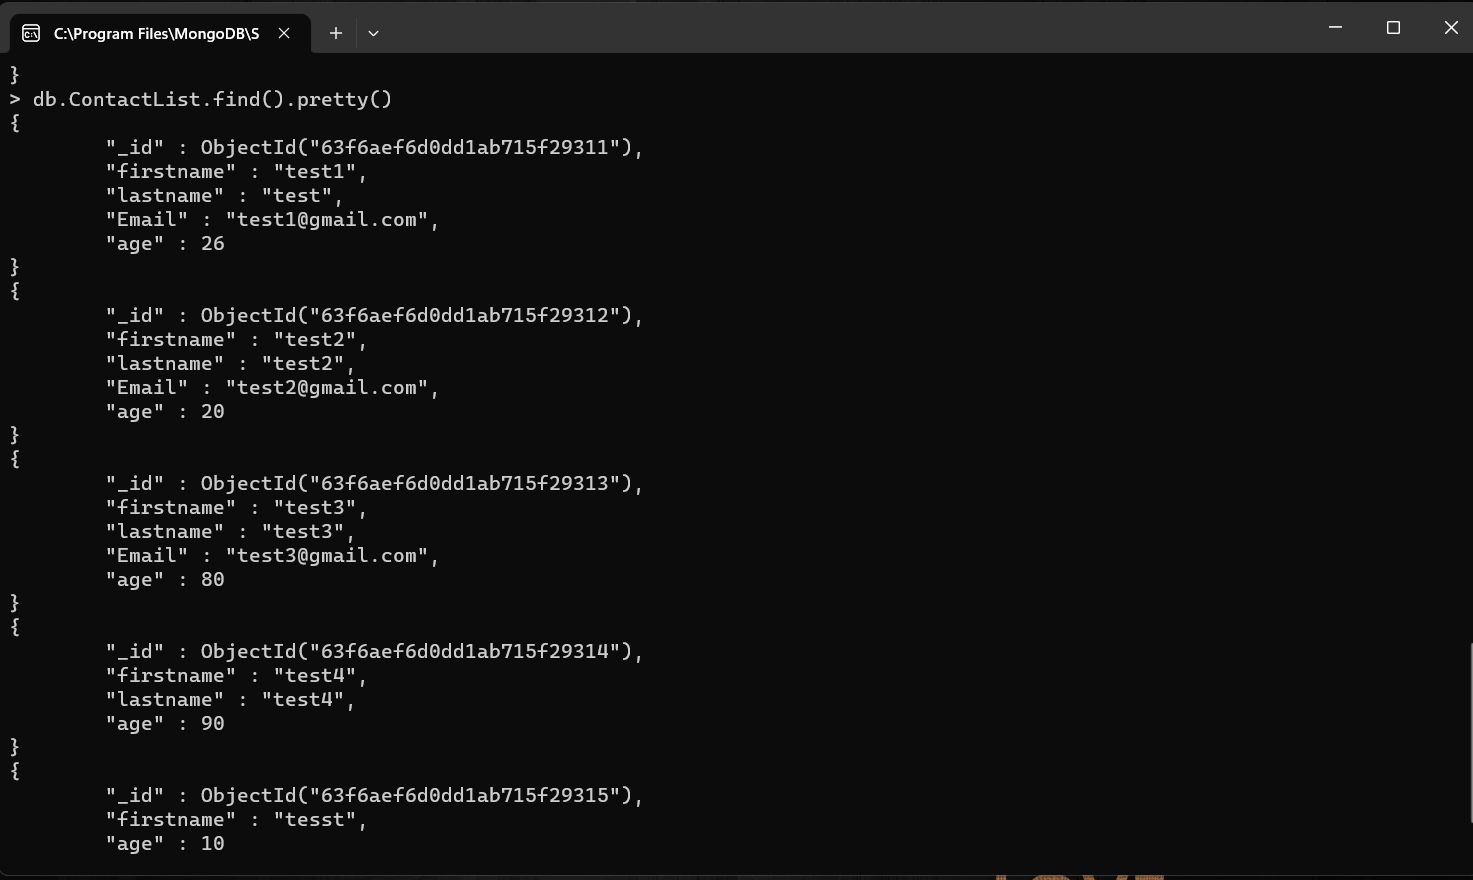 C:\Program Files\MongoDB\S
}
> db.ContactList.find().pretty()
{
"_id" : ObjectId("63f6aef6d0dd1ab715f29311"),
"firstname" : "test1",
"lastname" : "test",
"Email" : "test1@gmail.com",
"age" : 26
}
{
"_id" : ObjectId("63f6aef6d0dd1ab715f29312"),
"firstname" : "test2",
"lastname" : "test2",
"Email" : "test2@gmail.com",
"age" : 20
}
{
"_id" : ObjectId("63f6aef6d0dd1ab715f29313"),
"firstname" : "test3",
"lastname" : "test3",
"Email" : "test3@gmail.com",
"age" : 80
}
{
"_id" : ObjectId("63f6aef6d0dd1ab715f29314"),
"firstname" : "test4",
"lastname" : "test4",
"age" : 90
}
{
"_id" : ObjectId("63f6aef6d0dd1ab715f29315"),
"firstname" : "tesst",
"age" : 10